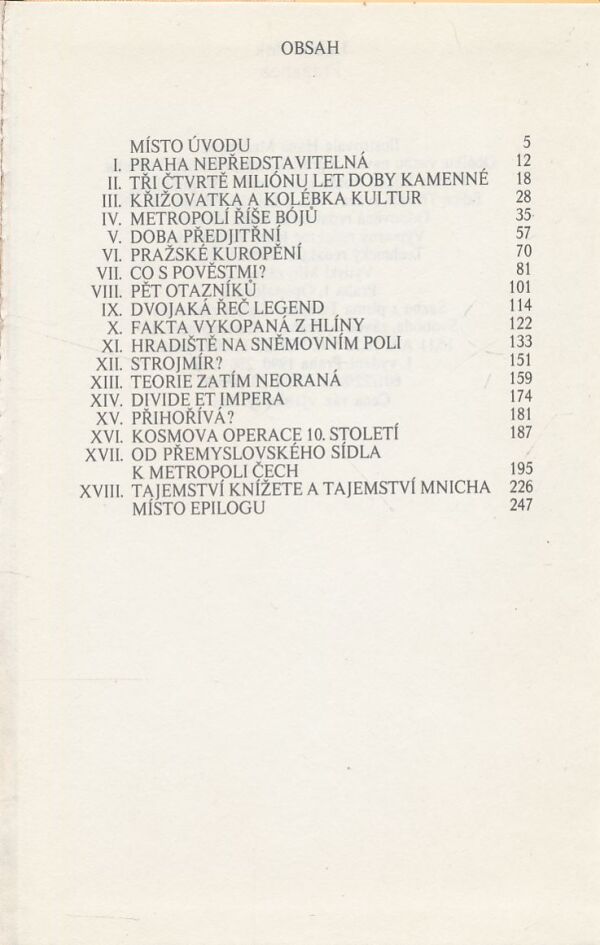 OBSAH
MÍSTO ÚVODU 5
I. PRAHA NEPŘEDSTAVITELNÁ 12
II. TŘI ČTVRTĚ MILIÓNU LET DOBY KAMENNÉ 18
III. KŘIŽOVATKA A KOLÉBKA KULTUR 28
IV. METROPOLÍ ŘÍŠE BÓJŮ 35
V. DOBA PŘEDJITŘNÍ 57
VI. PRAŽSKÉ KUROPĚNÍ 70
VII. CO S POVĚSTMI? 81
VIII. PĚT OTAZNÍKŮ 101
IX. DVOJAKÁ ŘEČ LEGEND 114
X. FAKTA VYKOPANÁ Z HLÍNY 122
XI. HRADIŠTĚ NA SNĚMOVNÍM POLI 133
XII. STROJMÍR? 151
XIII. TEORIE ZATÍM NEORANÁ 159
XIV. DIVIDE ET IMPERA 174
XV. PŘIHOŘÍVÁ? 181
XVI. KOSMOVA OPERACE 10. STOLETÍ 187
XVII. OD PŘEMYSLOVSKÉHO SÍDLA
K METROPOLI ČECH 195
XVIII. TAJEMSTVÍ KNÍŽETE A TAJEMSTVÍ MNICHA 226
MÍSTO EPILOGU 247